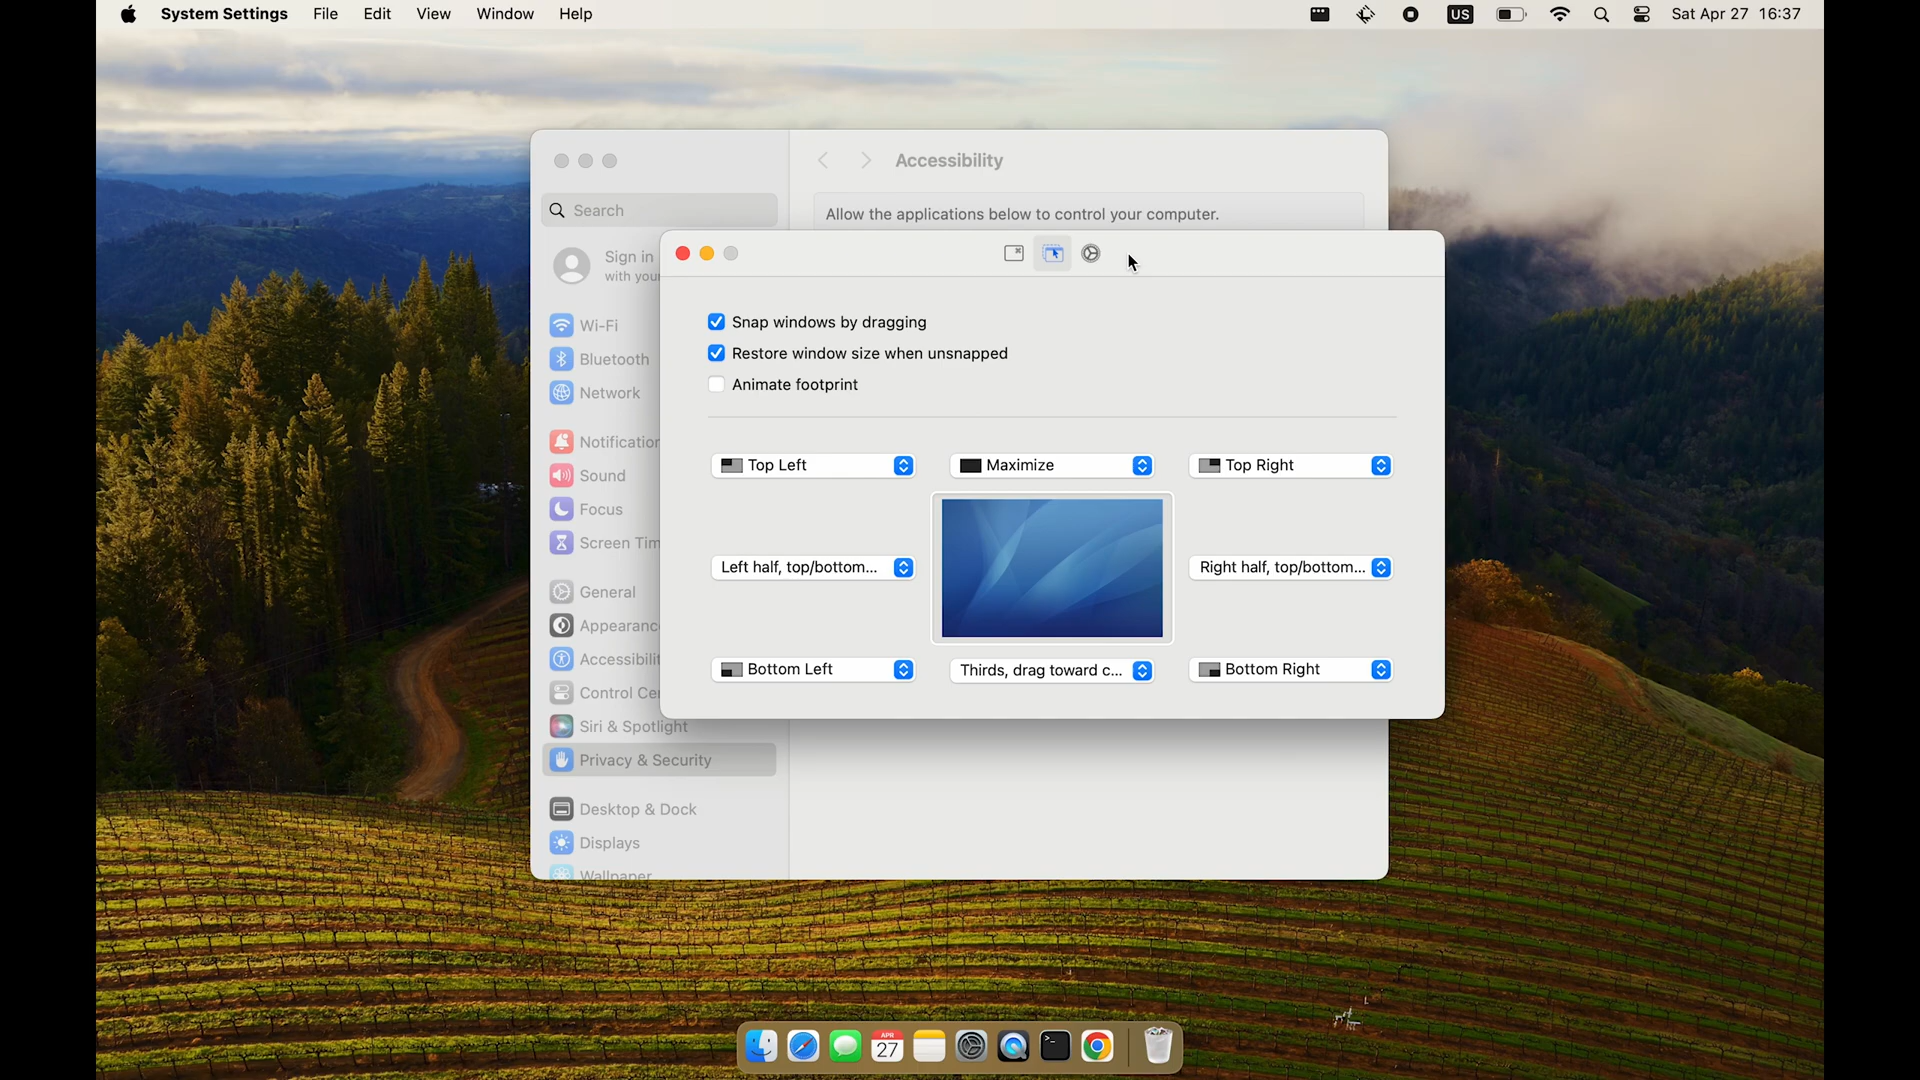 System Settings File Edit View Window Help US Sat Apr 27 16:37
Accessibility
Search
Allow the applications below to control your computer.
Sign in
with your
Snap windows by dragging
Wi-Fi
Restore window size when unsnapped
Bluetooth
Animate footprint
Network
Notification
Top Left Maximize Top Right
Sound
Focus
Screen Tim
Left half, top/bottom... Right half, top/bottom...
General
Appearanc
Accessibilit
Bottom Left Thirds, drag toward c... Bottom Right
Control Ce
Siri & Spotlight
Privacy & Security
Desktop & Dock
Displays
Wallpaper
APR
27